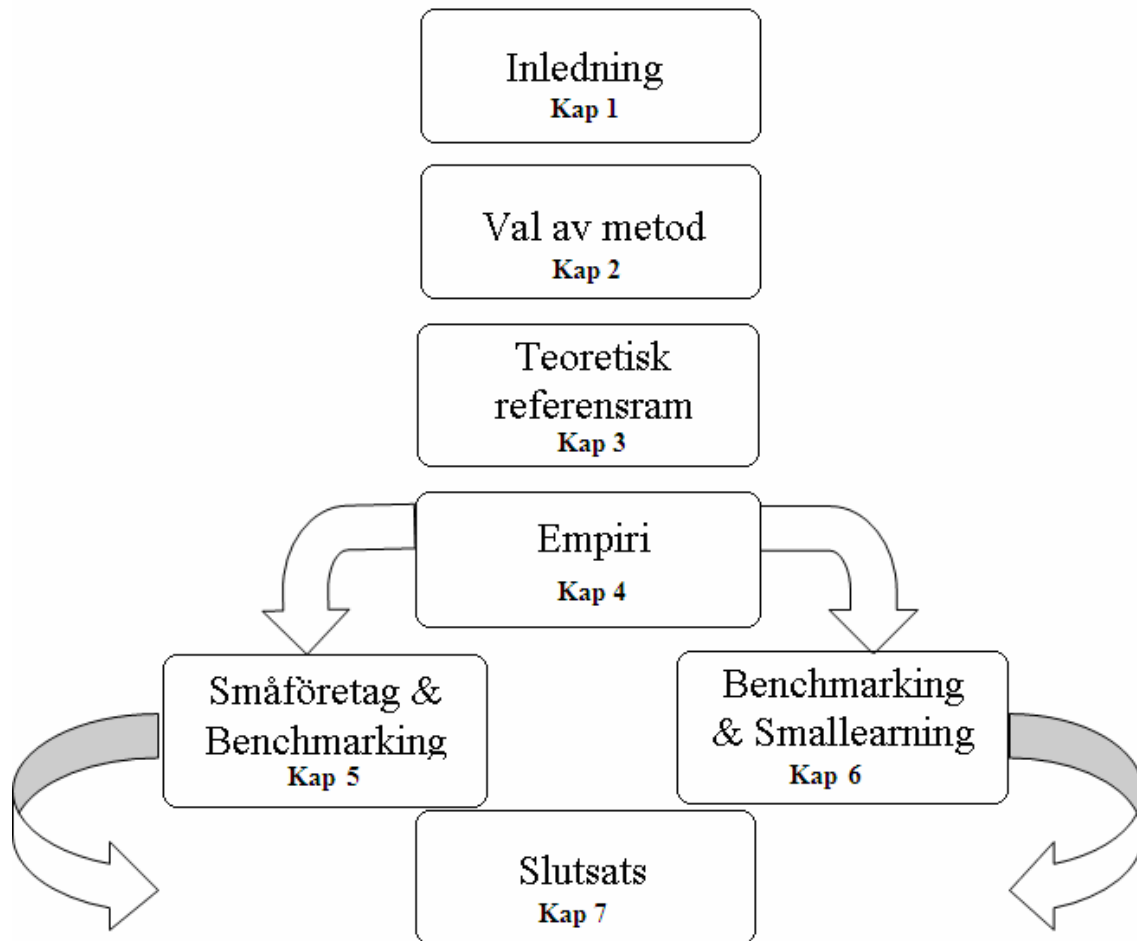 Inledning
Kap 1
Val av metod
Kap 2
Teoretisk
referensram
Kap 3
Empiri
Kap 4
Småföretag &
Benchmarking
Kap 5
Benchmarking
& Smallearning
Kap 6
Slutsats
Kap 7